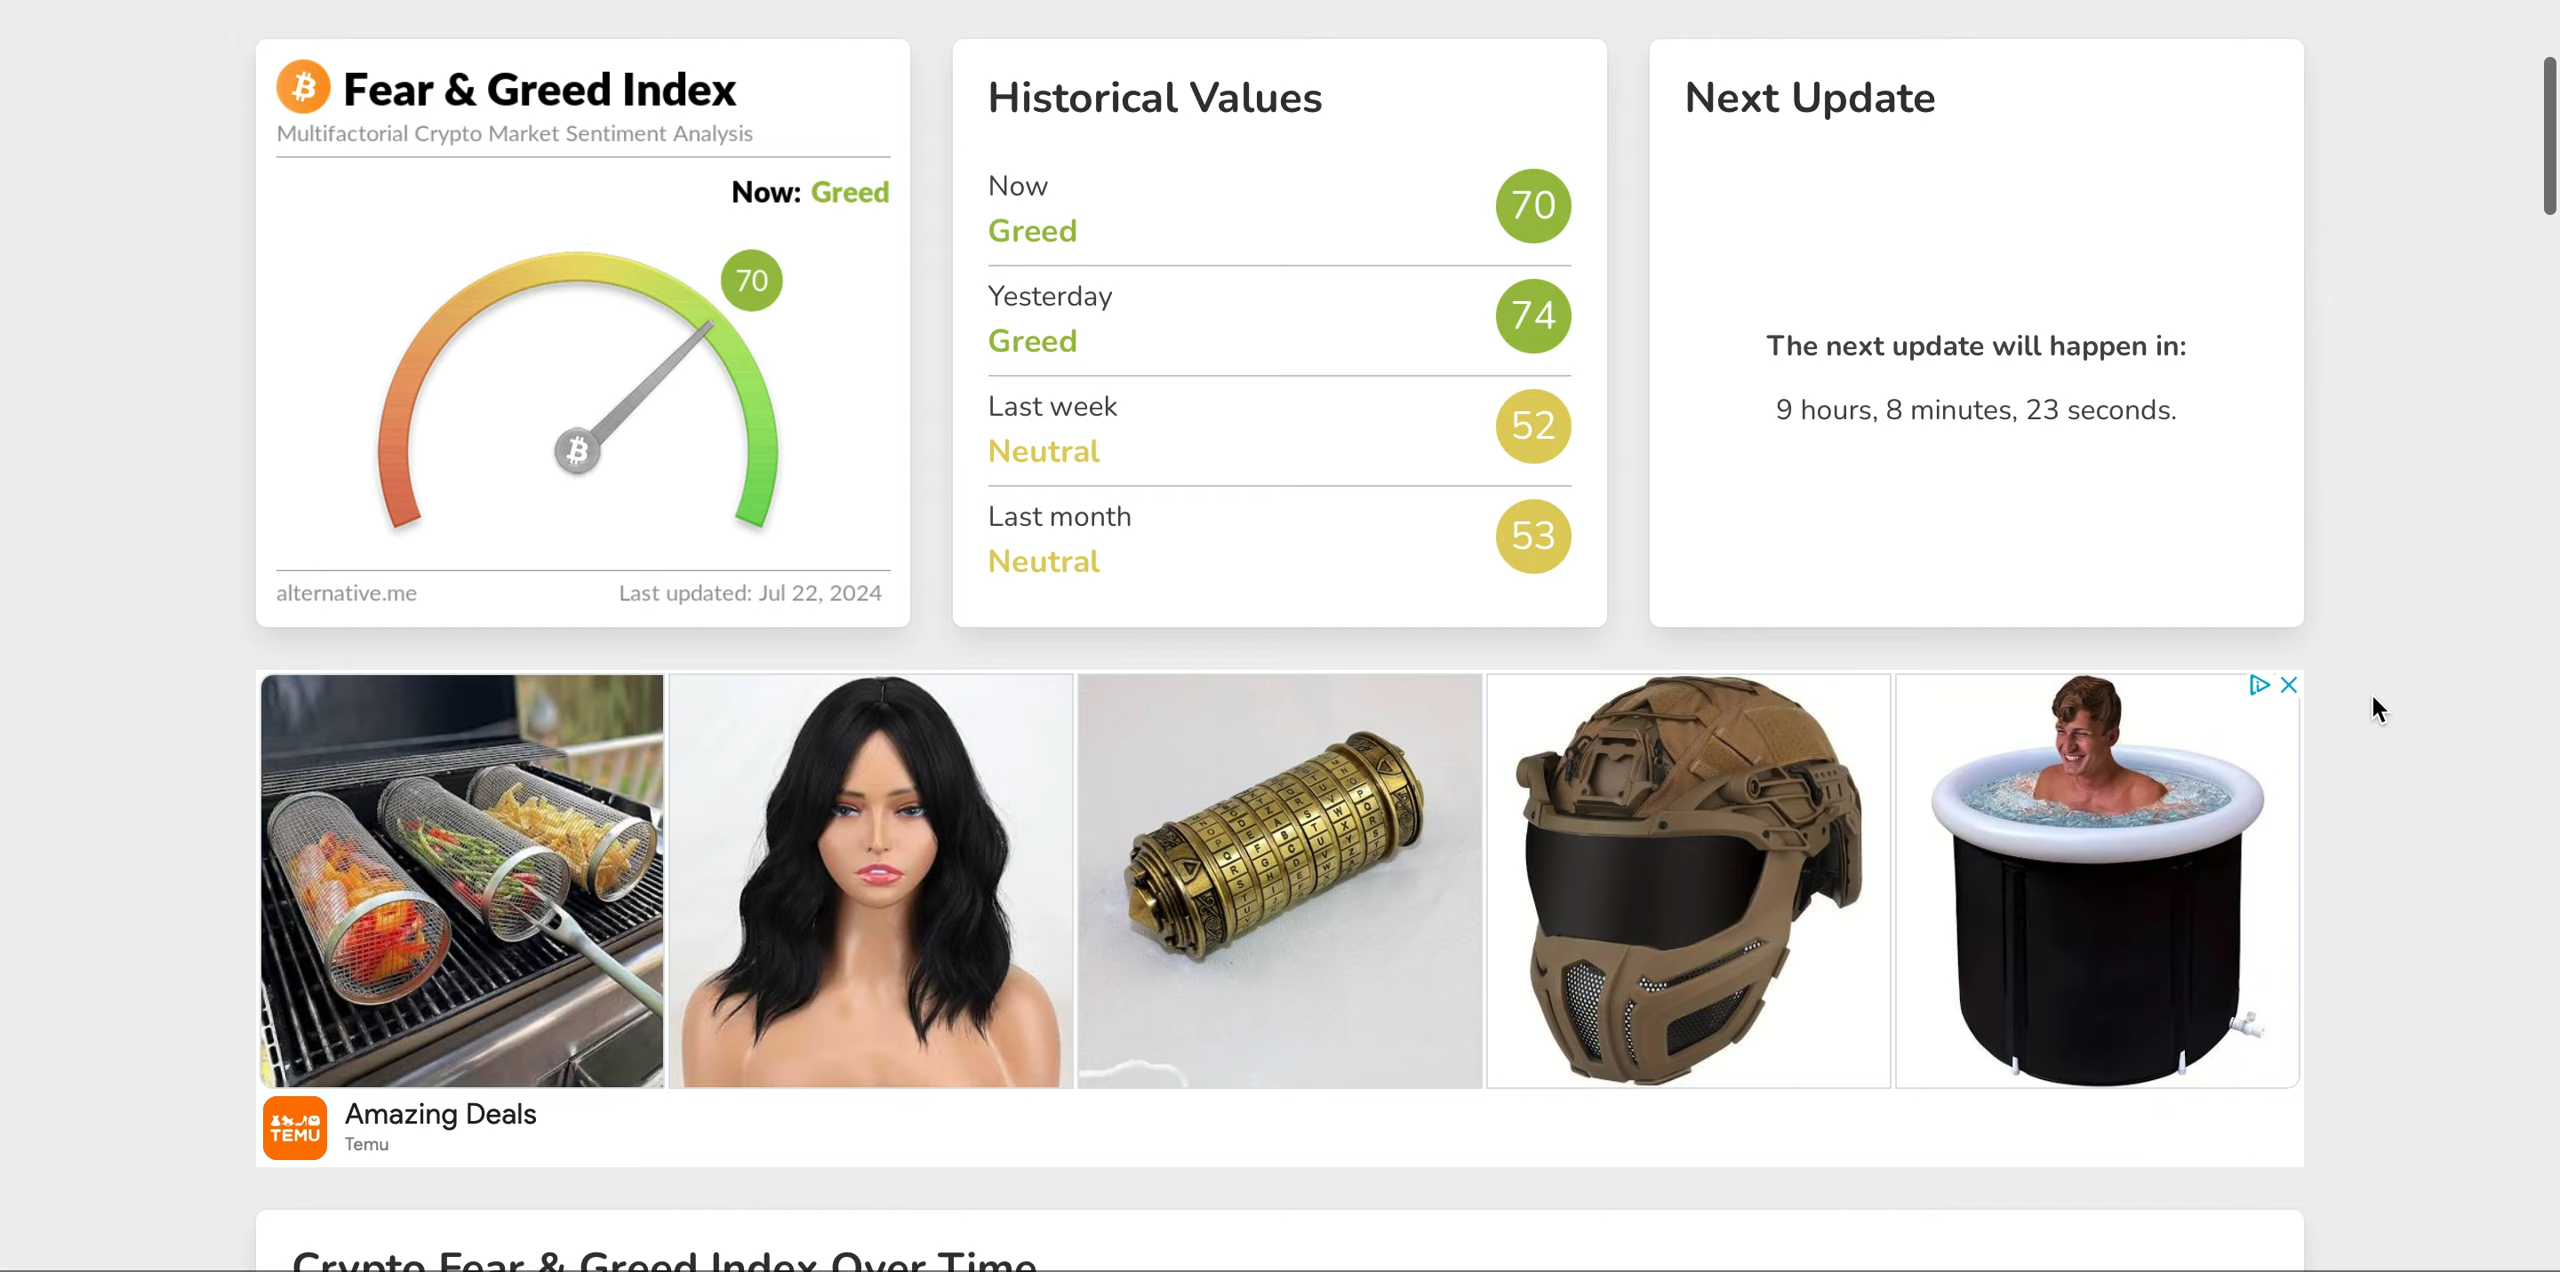 Fear & Greed Index
Multifactorial Crypto Market Sentiment Analysis
Now: Greed
70
alternative.me
Last updated: Jul 22, 2024
Historical Values
Now
Greed
70
Yesterday
Greed
74
Last week
Neutral
52
Last month
Neutral
53
Next Update
The next update will happen in:
9 hours, 8 minutes, 23 seconds.
TEMU
Amazing Deals
Temu
Crypto Fear & Greed Index Over Time